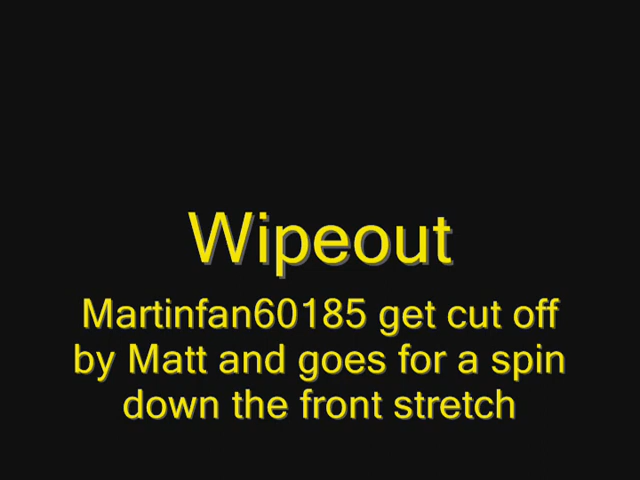 Wipeout
Martinfan60185 get cut off
by Matt and goes for a spin
down the front stretch